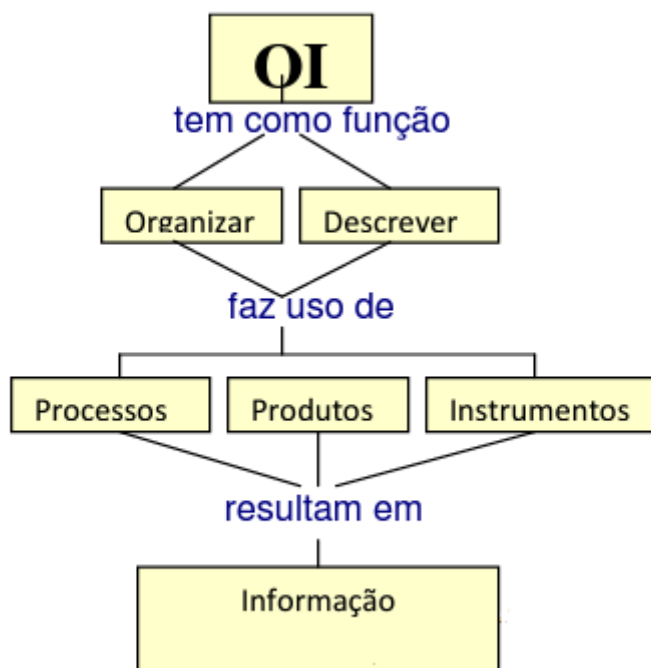 OI
tem como função
Organizar Descrever
faz uso de
Processos Produtos Instrumentos
resultam em
Informação